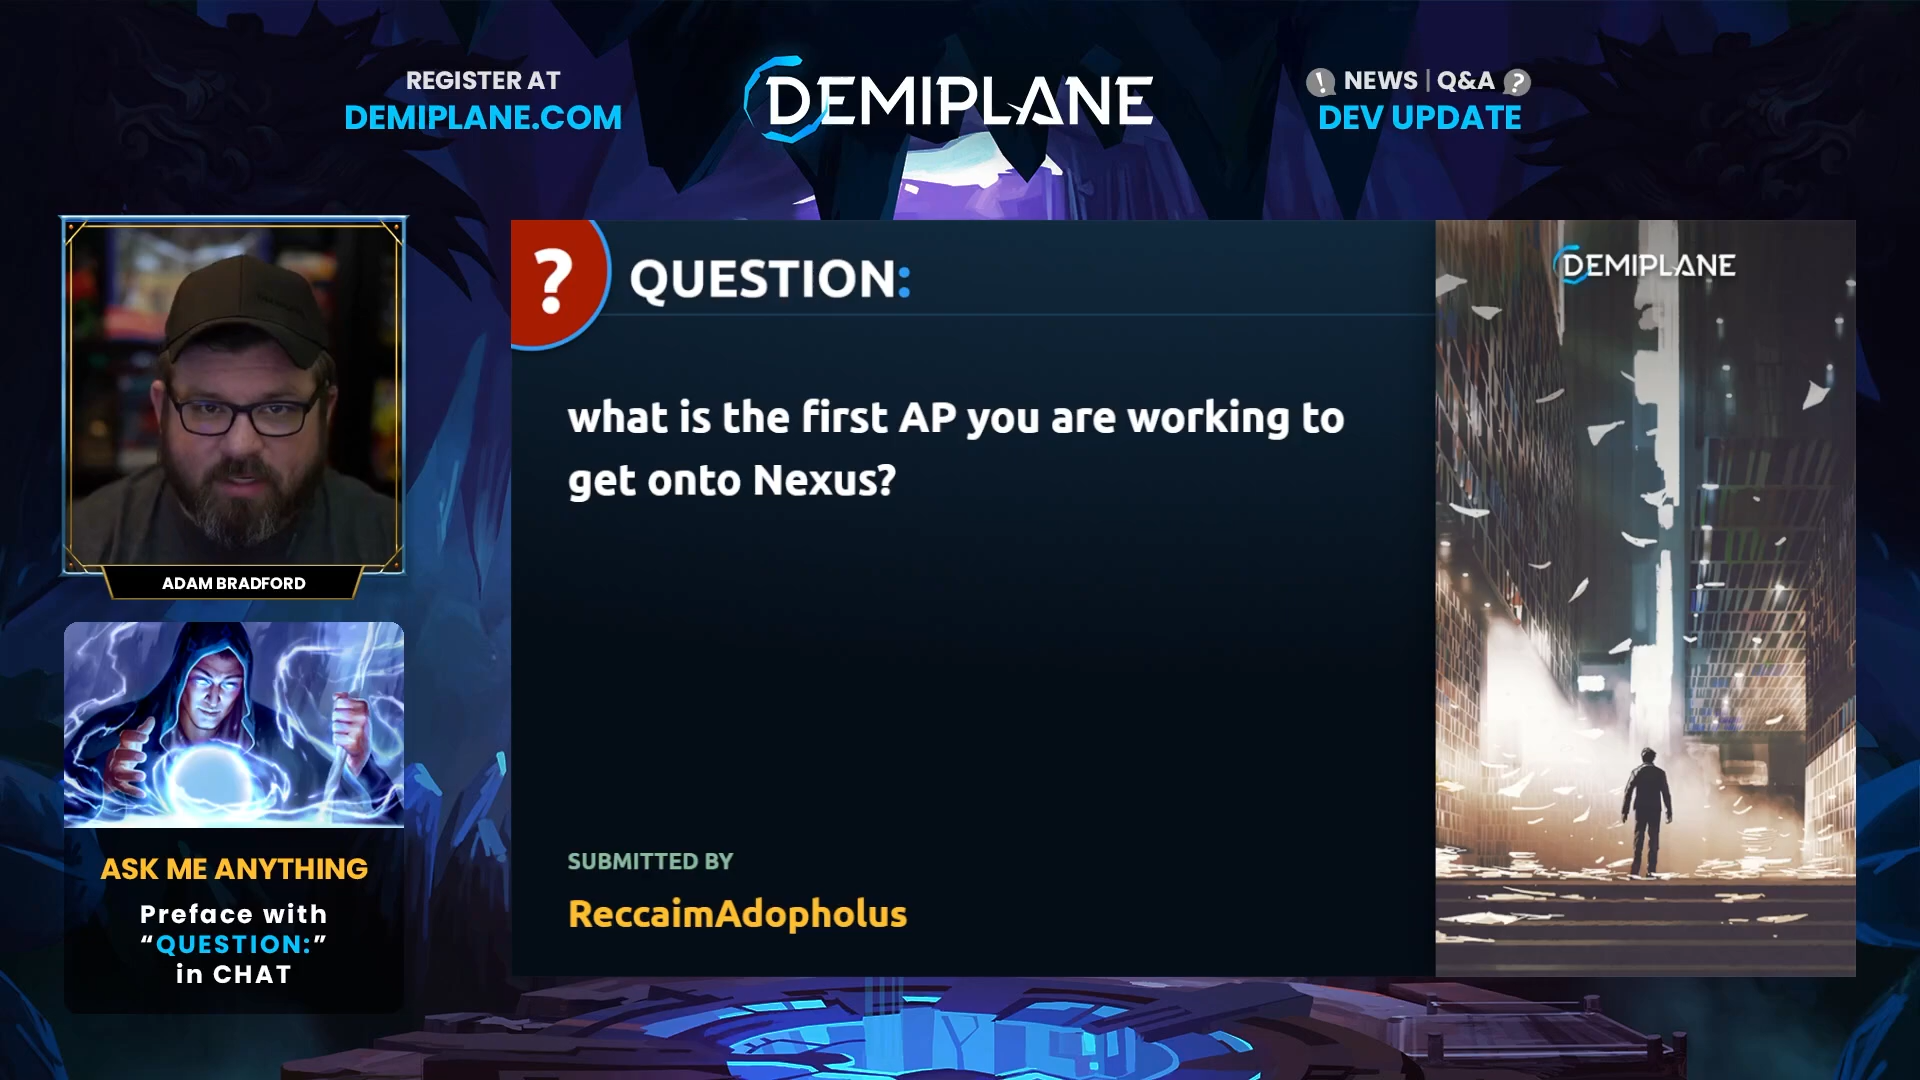 REGISTER AT
DEMIPLANE.COM
DEMIPLANE
! NEWS | Q&A ?
DEV UPDATE
ADAM BRADFORD
ASK ME ANYTHING
Preface with
“QUESTION:”
in CHAT
? QUESTION:
what is the first AP you are working to
get onto Nexus?
SUBMITTED BY
ReccaimAdopholus
DEMIPLANE